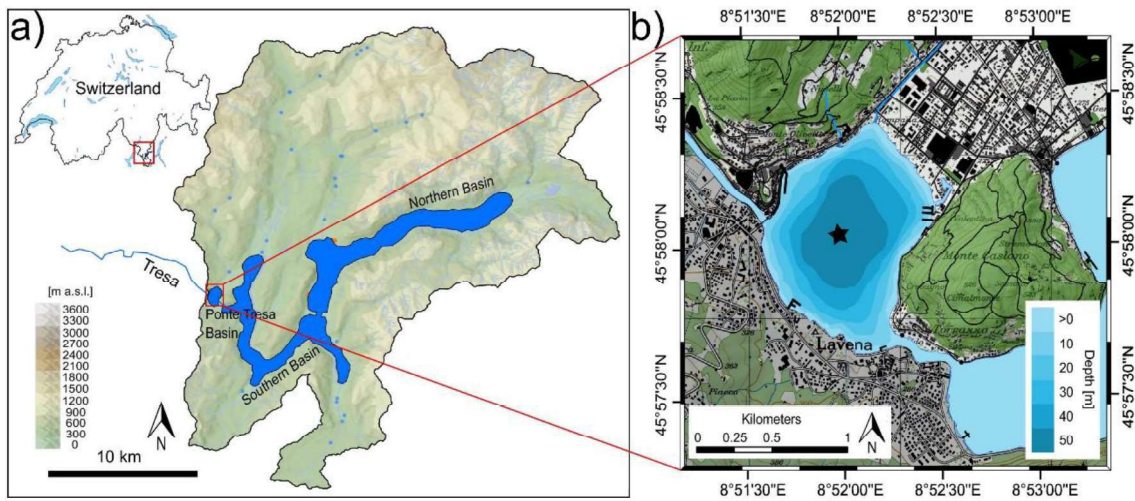 a)
Switzerland
Northern Basin
Tresa
Ponte Tresa
Basin
Southern Basin
[m a.s.l.]
3600
3300
3000
2700
2400
2100
1800
1500
1200
900
600
300
0
N
10 km
b)
8°51'30"E 8°52'00"E 8°52'30"E 8°53'00"E
45°58'30"N
45°58'00"N
45°57'30"N
45°58'30"N
45°58'00"N
45°57'30"N
Monte Caslano
Lavena
Torrazza
Kilometers
0 0.25 0.5 1
N
>0
10
20
30
40
50
Depth [m]
8°51'30"E 8°52'00"E 8°52'30"E 8°53'00"E